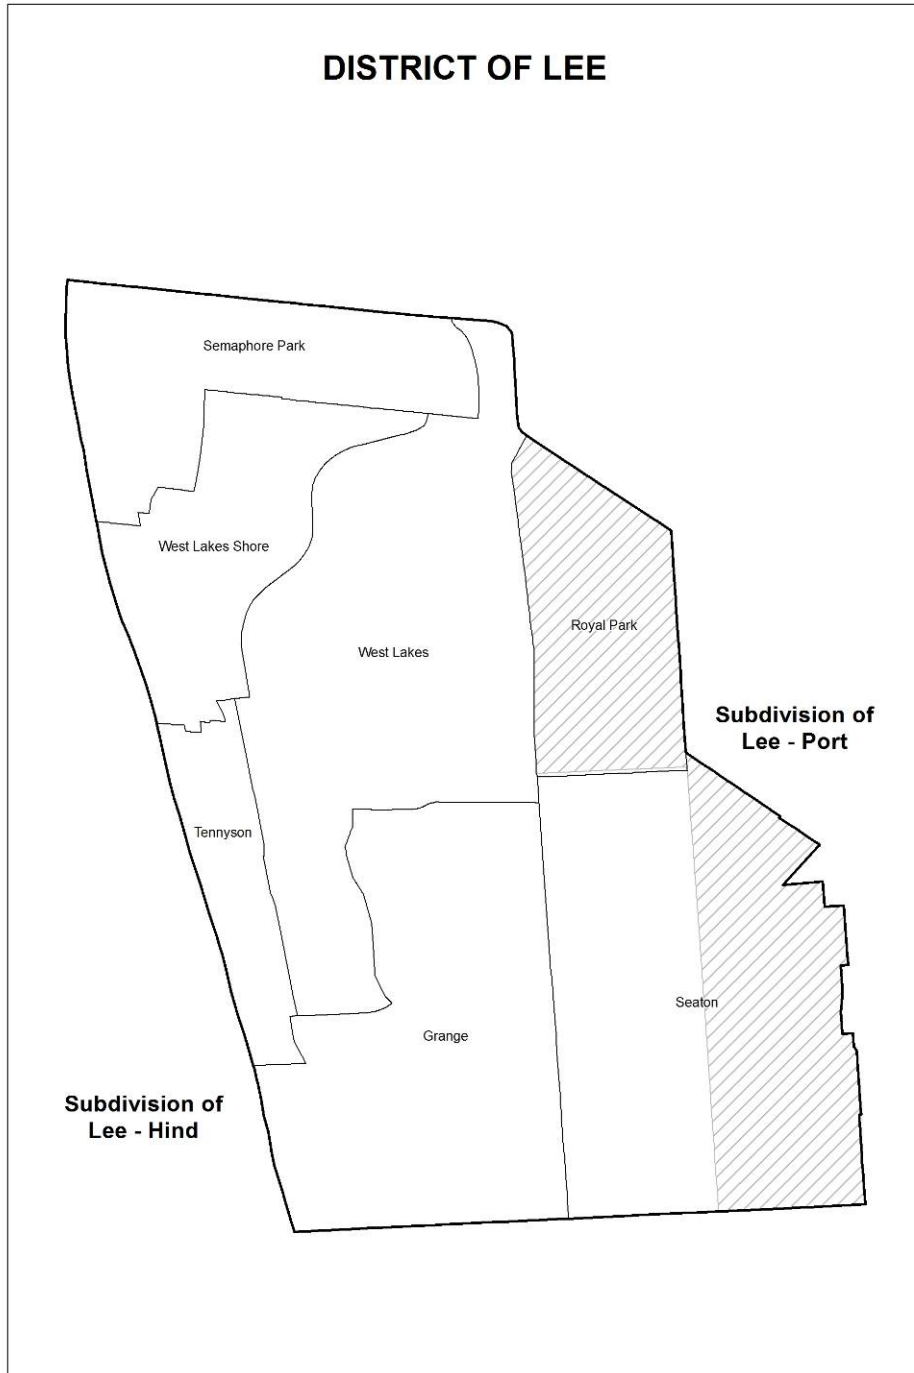 DISTRICT OF LEE
Semaphore Park
West Lakes Shore
Royal Park
West Lakes
Subdivision of
Lee - Port
Tennyson
Seaton
Grange
Subdivision of
Lee - Hind